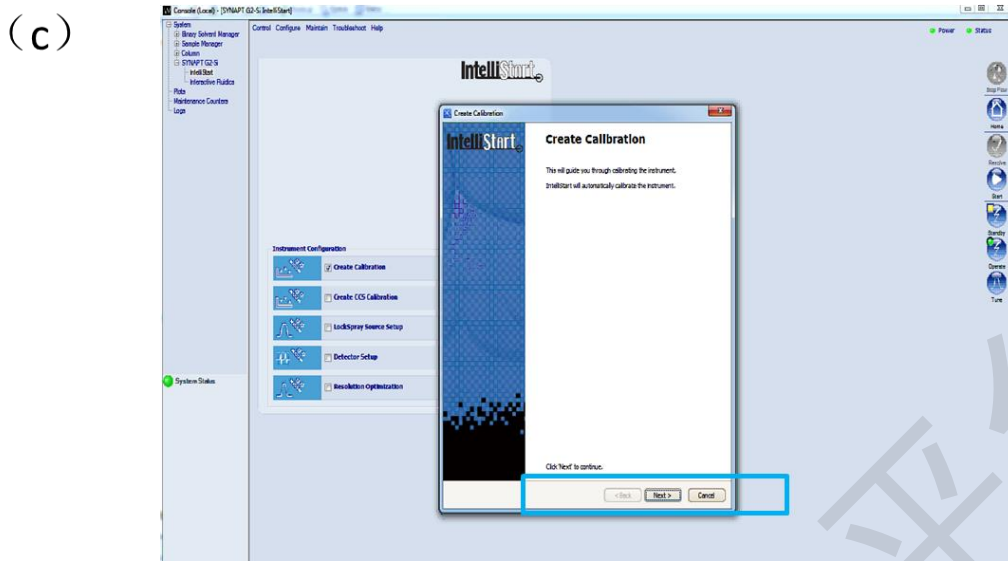 (c)
Console (Local) - [SYNAPT G2-Si IntelliStart]
System
Binary Solvent Manager
Sample Manager
Column
SYNAPT G2-Si
IntelliStart
Interactive Fluidics
Plots
Maintenance Counters
Logs
Control Configure Maintain Troubleshoot Help
Power Status
IntelliStart
Stop Flow
Home
Resolve
Start
Standby
Operate
Tune
Create Calibration
IntelliStart
Create Calibration
This will guide you through calibrating the instrument.
IntelliStart will automatically calibrate the instrument.
Click 'Next' to continue.
< Back Next > Cancel
Instrument Configuration
Create Calibration
Create CCS Calibration
LockSpray Source Setup
Detector Setup
Resolution Optimization
System Status